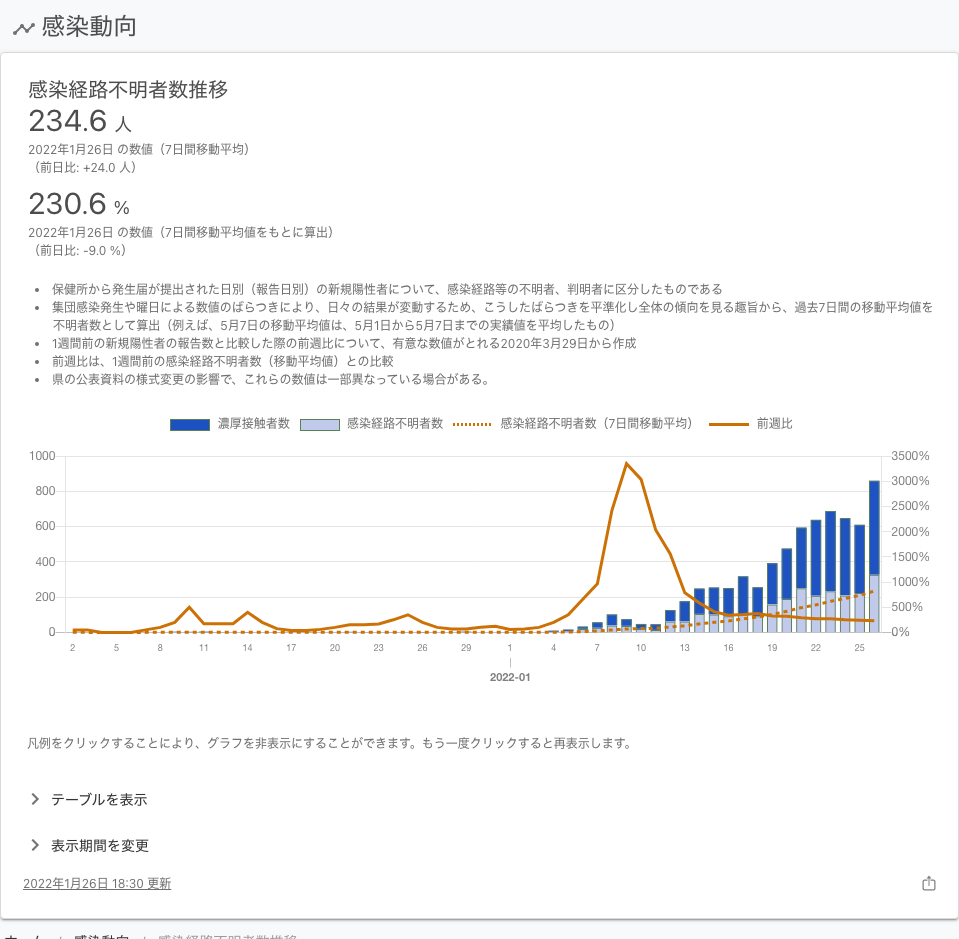 感染動向
感染経路不明者数推移
234.6 人
2022年1月26日 の数値（7日間移動平均）
（前日比: +24.0 人）
230.6 %
2022年1月26日 の数値（7日間移動平均値をもとに算出）
（前日比: -9.0 %）
• 保健所から発生届が提出された日別（報告日別）の新規陽性者について、感染経路等の不明者、判明者に区分したものである
• 集団感染発生や曜日による数値のばらつきにより、日々の結果が変動するため、こうしたばらつきを平準化し全体の傾向を見る趣旨から、過去7日間の移動平均値を
不明者数として算出（例えば、5月7日の移動平均値は、5月1日から5月7日までの実績値を平均したもの）
• 1週間前の新規陽性者の報告数と比較した際の前週比について、有意な数値がとれる2020年3月29日から作成
• 前週比は、1週間前の感染経路不明者数（移動平均値）との比較
• 県の公表資料の様式変更の影響で、これらの数値は一部異なっている場合がある。
濃厚接触者数 感染経路不明者数 感染経路不明者数（7日間移動平均） 前週比
1000 3500%
3000%
800
2500%
600 2000%
1500%
400
1000%
200
500%
0 0%
2 5 8 11 14 17 20 23 26 29 1 4 7 10 13 16 19 22 25
2022-01
凡例をクリックすることにより、グラフを非表示にすることができます。もう一度クリックすると再表示します。
テーブルを表示
表示期間を変更
2022年1月26日 18:30 更新
ホーム / 感染動向 / 感染経路不明者数推移